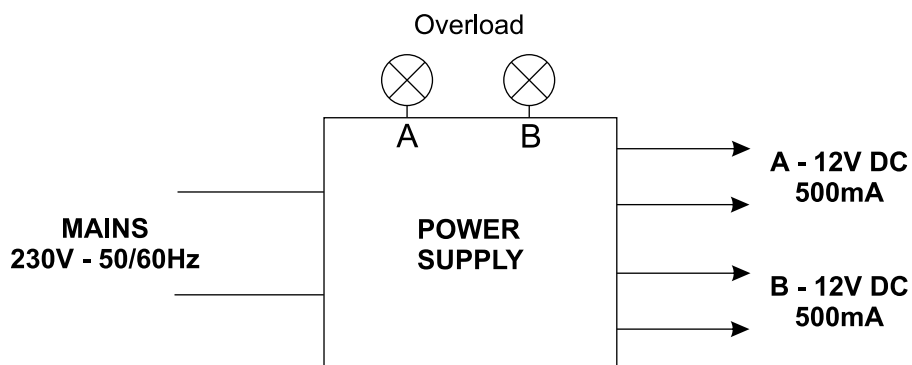 Overload
A
B
MAINS
230V - 50/60Hz
POWER
SUPPLY
A - 12V DC
500mA
B - 12V DC
500mA